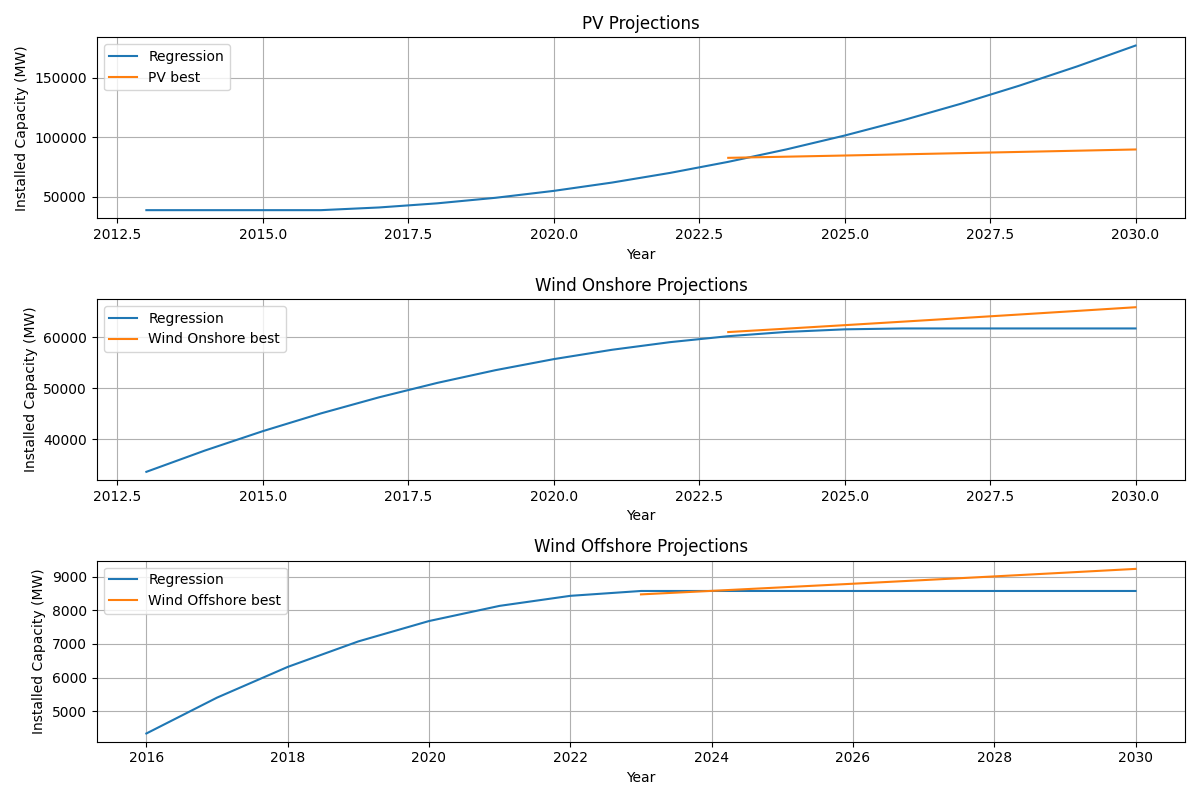 PV Projections
Installed Capacity (MW)
Regression
PV best
150000
100000
50000
2012.5 2015.0 2017.5 2020.0 2022.5 2025.0 2027.5 2030.0
Year
Wind Onshore Projections
Installed Capacity (MW)
Regression
Wind Onshore best
60000
50000
40000
2012.5 2015.0 2017.5 2020.0 2022.5 2025.0 2027.5 2030.0
Year
Wind Offshore Projections
Installed Capacity (MW)
Regression
Wind Offshore best
9000
8000
7000
6000
5000
2016 2018 2020 2022 2024 2026 2028 2030
Year